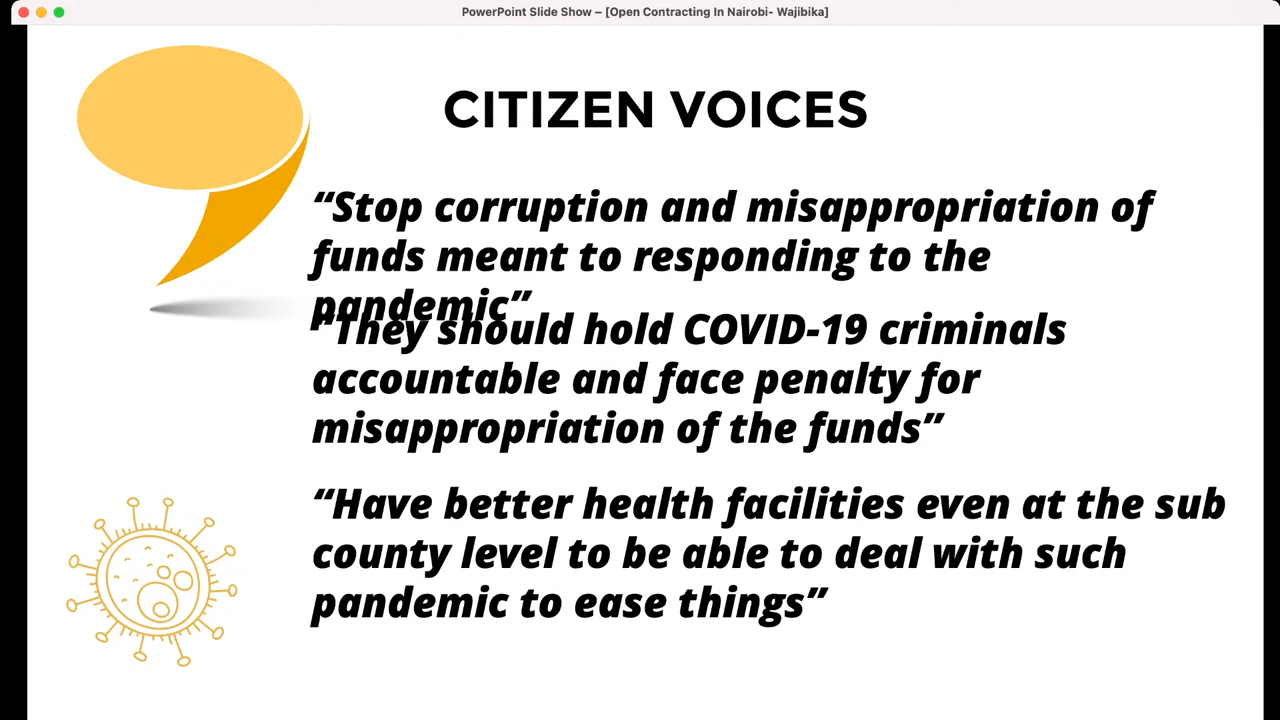 PowerPoint Slide Show – [Open Contracting In Nairobi- Wajibika]
CITIZEN VOICES
“Stop corruption and misappropriation of
funds meant to responding to the
pandemic”
“They should hold COVID-19 criminals
accountable and face penalty for
misappropriation of the funds”
“Have better health facilities even at the sub
county level to be able to deal with such
pandemic to ease things”